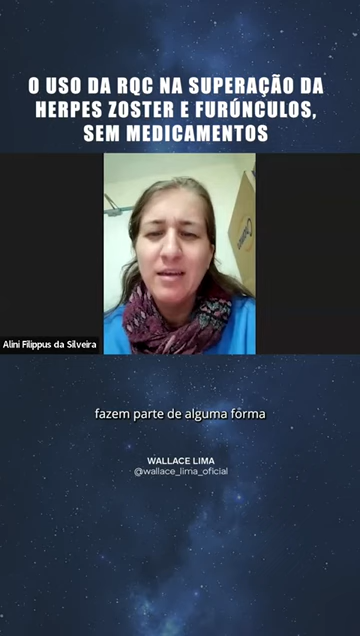 O USO DA RQC NA SUPERAÇÃO DA
HERPES ZOSTER E FURÚNCULOS,
SEM MEDICAMENTOS
Alini Filippus da Silveira
fazem parte de alguma fórma
WALLACE LIMA
@wallace_lima_oficial